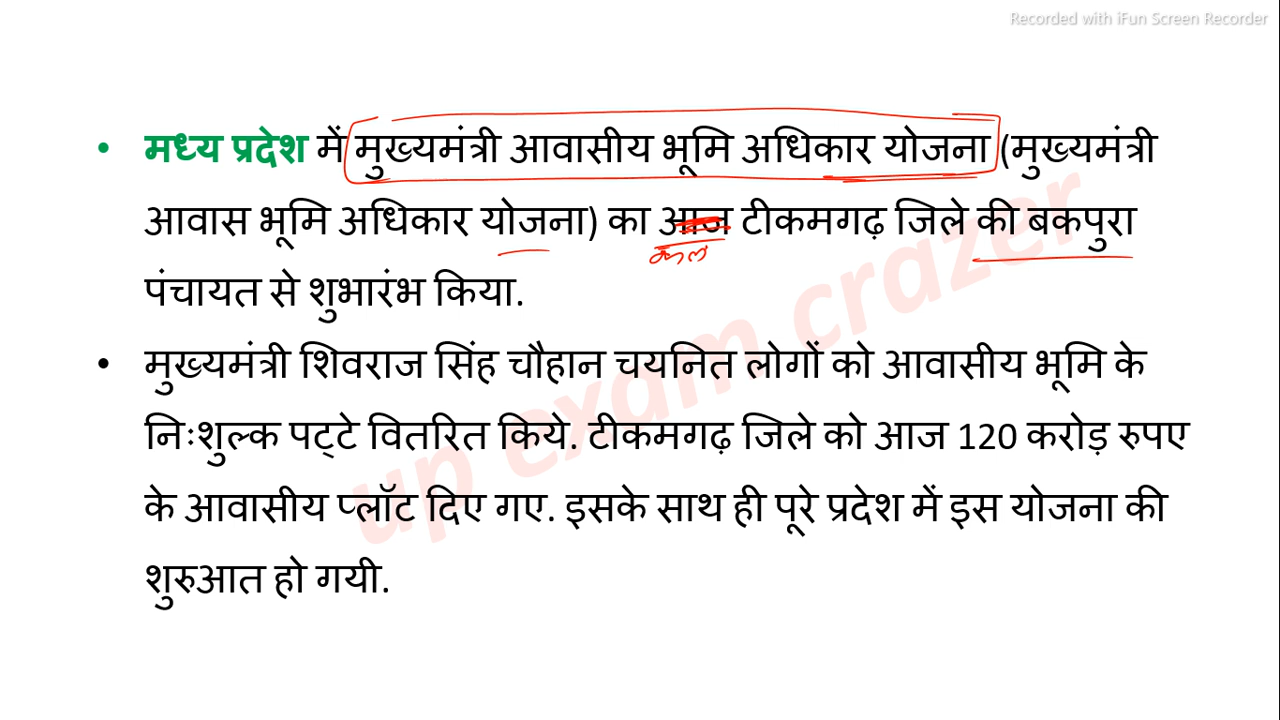 Recorded with iFun Screen Recorder
• मध्य प्रदेश में मुख्यमंत्री आवासीय भूमि अधिकार योजना (मुख्यमंत्री
आवास भूमि अधिकार योजना) का आज टीकमगढ़ जिले की बकपुरा
कल
पंचायत से शुभारंभ किया.
• मुख्यमंत्री शिवराज सिंह चौहान चयनित लोगों को आवासीय भूमि के
निःशुल्क पट्टे वितरित किये. टीकमगढ़ जिले को आज 120 करोड़ रुपए
के आवासीय प्लॉट दिए गए. इसके साथ ही पूरे प्रदेश में इस योजना की
शुरुआत हो गयी.
up exam crazer